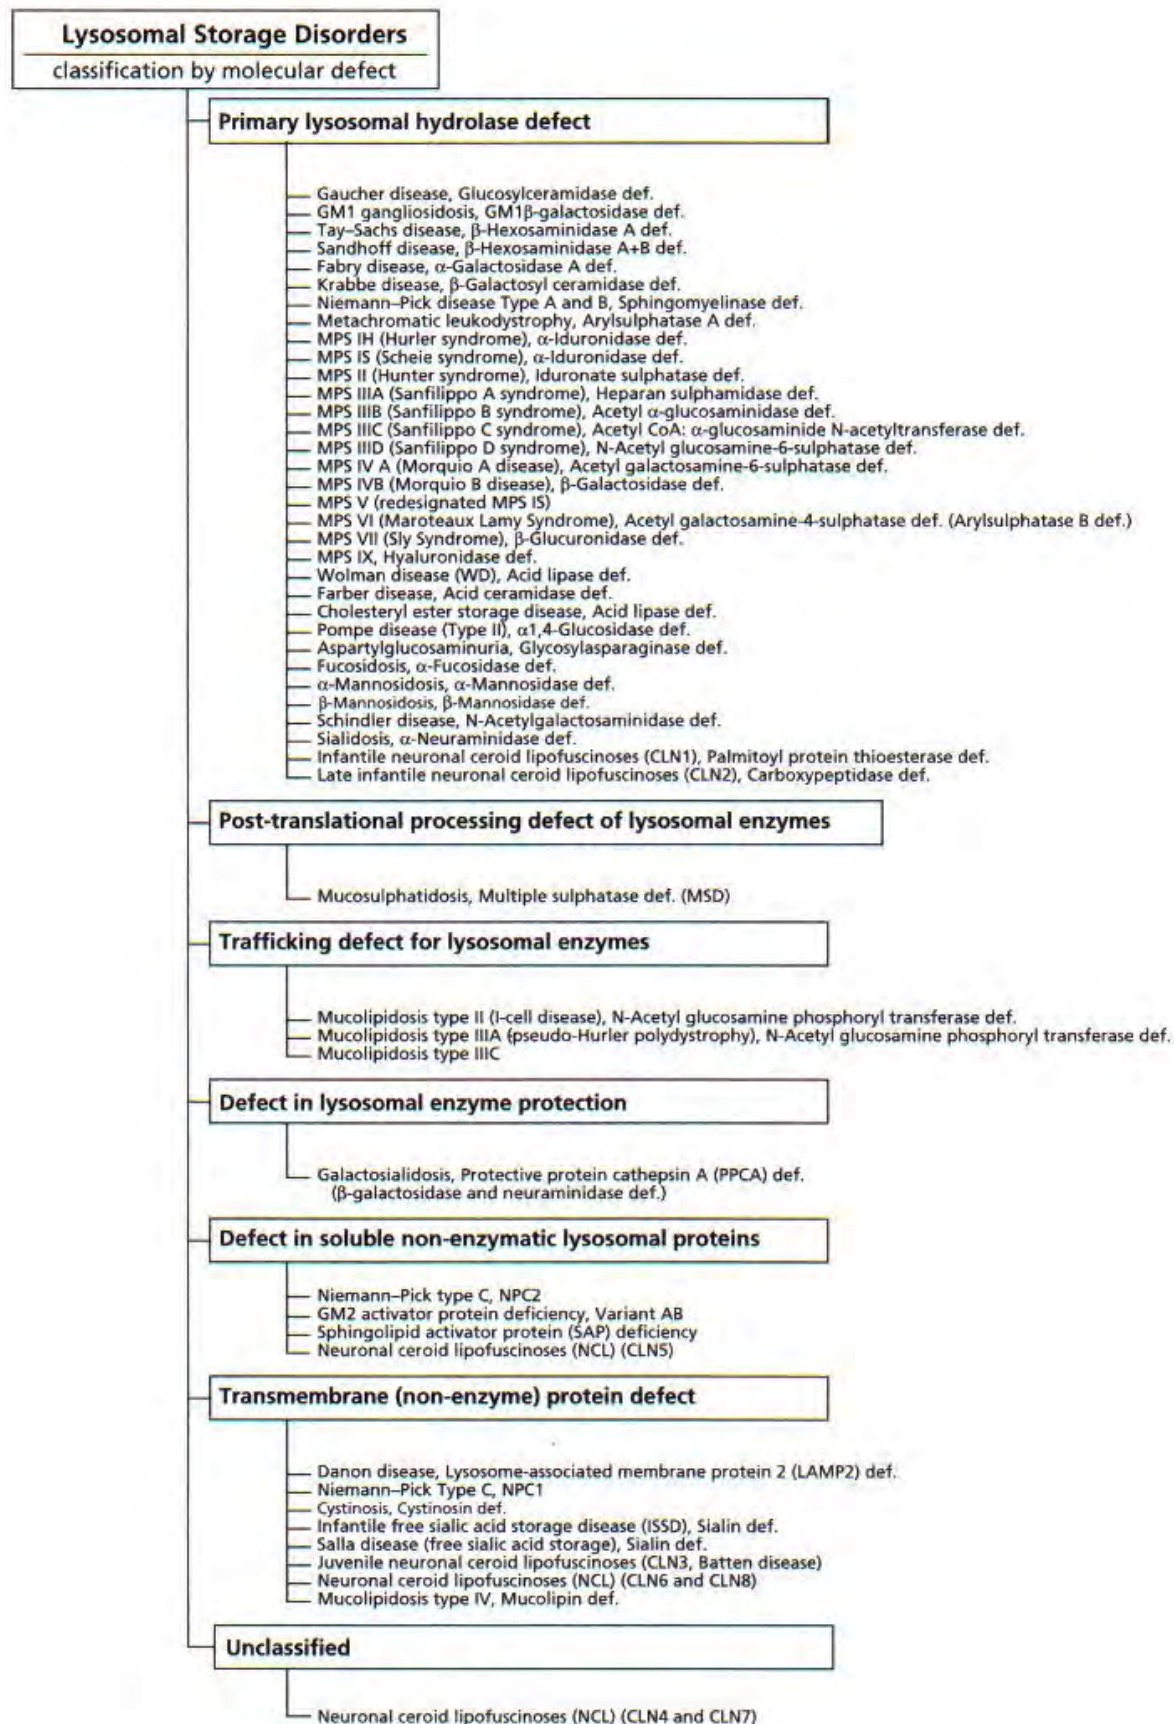 Lysosomal Storage Disorders
classification by molecular defect
Primary lysosomal hydrolase defect
Gaucher disease, Glucosylceramidase def.
GM1 gangliosidosis, GM1β-galactosidase def.
Tay–Sachs disease, β-Hexosaminidase A def.
Sandhoff disease, β-Hexosaminidase A+B def.
Fabry disease, α-Galactosidase A def.
Krabbe disease, β-Galactosyl ceramidase def.
Niemann–Pick disease Type A and B, Sphingomyelinase def.
Metachromatic leukodystrophy, Arylsulphatase A def.
MPS IH (Hurler syndrome), α-Iduronidase def.
MPS IS (Scheie syndrome), α-Iduronidase def.
MPS II (Hunter syndrome), Iduronate sulphatase def.
MPS IIIA (Sanfilippo A syndrome), Heparan sulphamidase def.
MPS IIIB (Sanfilippo B syndrome), Acetyl α-glucosaminidase def.
MPS IIIC (Sanfilippo C syndrome), Acetyl CoA: α-glucosaminide N-acetyltransferase def.
MPS IIID (Sanfilippo D syndrome), N-Acetyl glucosamine-6-sulphatase def.
MPS IV A (Morquio A disease), Acetyl galactosamine-6-sulphatase def.
MPS IVB (Morquio B disease), β-Galactosidase def.
MPS V (redesignated MPS IS)
MPS VI (Maroteaux Lamy Syndrome), Acetyl galactosamine-4-sulphatase def. (Arylsulphatase B def.)
MPS VII (Sly Syndrome), β-Glucuronidase def.
MPS IX, Hyaluronidase def.
Wolman disease (WD), Acid lipase def.
Farber disease, Acid ceramidase def.
Cholesteryl ester storage disease, Acid lipase def.
Pompe disease (Type II), α1,4-Glucosidase def.
Aspartylglucosaminuria, Glycosylasparaginase def.
Fucosidosis, α-Fucosidase def.
α-Mannosidosis, α-Mannosidase def.
β-Mannosidosis, β-Mannosidase def.
Schindler disease, N-Acetylgalactosaminidase def.
Sialidosis, α-Neuraminidase def.
Infantile neuronal ceroid lipofuscinoses (CLN1), Palmitoyl protein thioesterase def.
Late infantile neuronal ceroid lipofuscinoses (CLN2), Carboxypeptidase def.
Post-translational processing defect of lysosomal enzymes
Mucosulphatidosis, Multiple sulphatase def. (MSD)
Trafficking defect for lysosomal enzymes
Mucolipidosis type II (I-cell disease), N-Acetyl glucosamine phosphoryl transferase def.
Mucolipidosis type IIIA (pseudo-Hurler polydystrophy), N-Acetyl glucosamine phosphoryl transferase def.
Mucolipidosis type IIIC
Defect in lysosomal enzyme protection
Galactosialidosis, Protective protein cathepsin A (PPCA) def.
(β-galactosidase and neuraminidase def.)
Defect in soluble non-enzymatic lysosomal proteins
Niemann–Pick type C, NPC2
GM2 activator protein deficiency, Variant AB
Sphingolipid activator protein (SAP) deficiency
Neuronal ceroid lipofuscinoses (NCL) (CLN5)
Transmembrane (non-enzyme) protein defect
Danon disease, Lysosome-associated membrane protein 2 (LAMP2) def.
Niemann–Pick Type C, NPC1
Cystinosis, Cystinosin def.
Infantile free sialic acid storage disease (ISSD), Sialin def.
Salla disease (free sialic acid storage), Sialin def.
Juvenile neuronal ceroid lipofuscinoses (CLN3, Batten disease)
Neuronal ceroid lipofuscinoses (NCL) (CLN6 and CLN8)
Mucolipidosis type IV, Mucolipin def.
Unclassified
Neuronal ceroid lipofuscinoses (NCL) (CLN4 and CLN7)